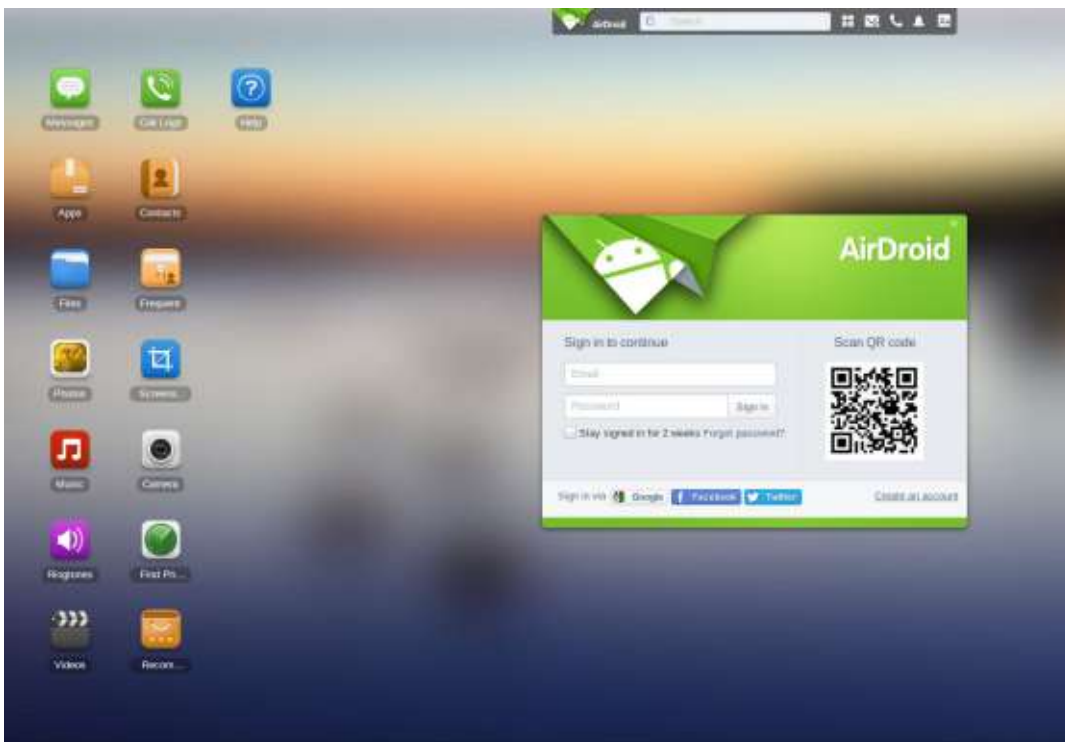 AirDroid
Search
Messages
Call Logs
Help
Apps
Contacts
Files
Frequent
Photos
Screens...
Music
Camera
Ringtones
Find Ph...
Videos
Recom...
AirDroid
Sign in to continue
Scan QR code
Email
Password
Sign in
Stay signed in for 2 weeks Forgot password?
Sign in via Google Facebook Twitter
Create an account